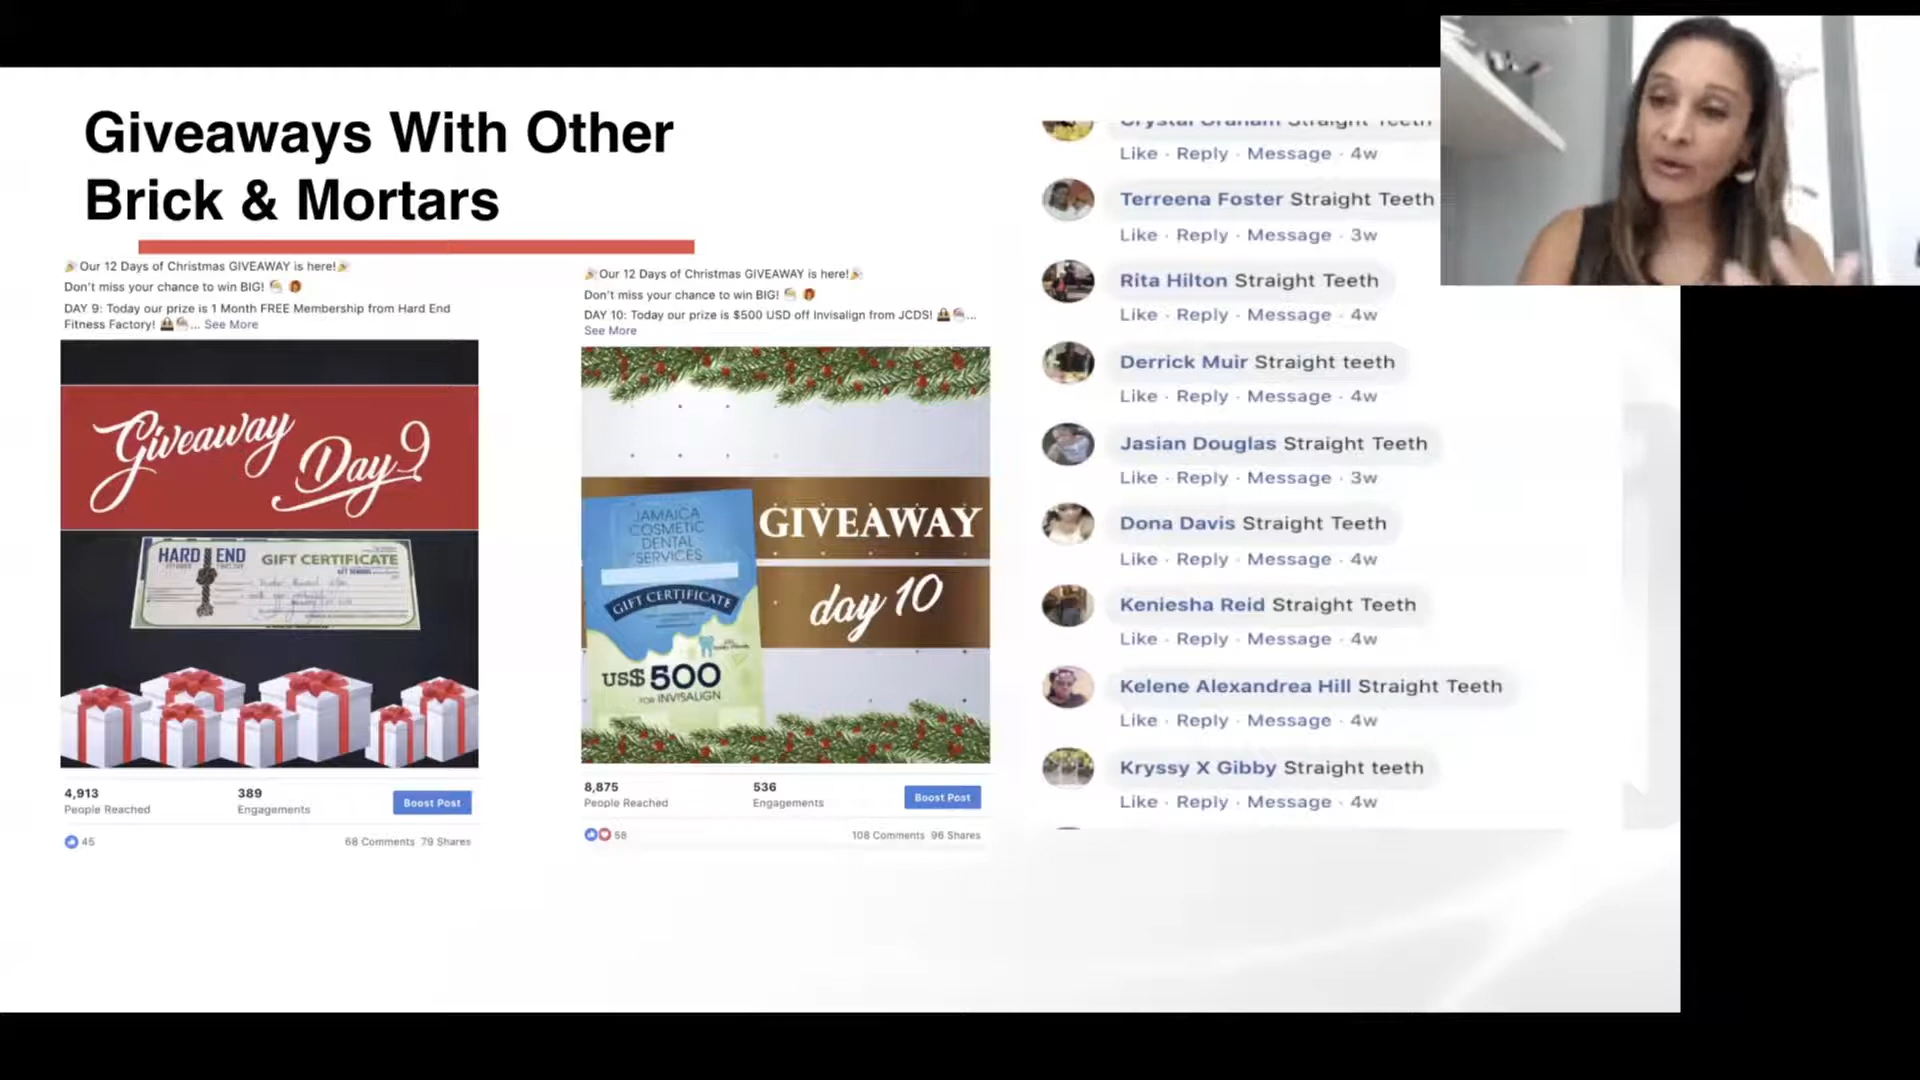 Giveaways With Other
Brick & Mortars
🎉Our 12 Days of Christmas GIVEAWAY is here!🎉
Don't miss your chance to win BIG! 🎅 🤶
DAY 9: Today our prize is 1 Month FREE Membership from Hard End
Fitness Factory! ... See More
Giveaway
Day 9
HARD END
GIFT CERTIFICATE
4,913
People Reached
389
Engagements
Boost Post
45
68 Comments 79 Shares
🎉Our 12 Days of Christmas GIVEAWAY is here!🎉
Don't miss your chance to win BIG! 🎅 🤶
DAY 10: Today our prize is $500 USD off Invisalign from JCDS! ...
See More
JAMAICA
COSMETIC
DENTAL
SERVICES
GIFT CERTIFICATE
US$ 500
FOR INVISALIGN
GIVEAWAY
day 10
8,875
People Reached
536
Engagements
Boost Post
58
108 Comments 96 Shares
Crystal Graham Straight Teeth
Like · Reply · Message · 4w
Terreena Foster Straight Teeth
Like · Reply · Message · 3w
Rita Hilton Straight Teeth
Like · Reply · Message · 4w
Derrick Muir Straight teeth
Like · Reply · Message · 4w
Jasian Douglas Straight Teeth
Like · Reply · Message · 3w
Dona Davis Straight Teeth
Like · Reply · Message · 4w
Keniesha Reid Straight Teeth
Like · Reply · Message · 4w
Kelene Alexandrea Hill Straight Teeth
Like · Reply · Message · 4w
Kryssy X Gibby Straight teeth
Like · Reply · Message · 4w